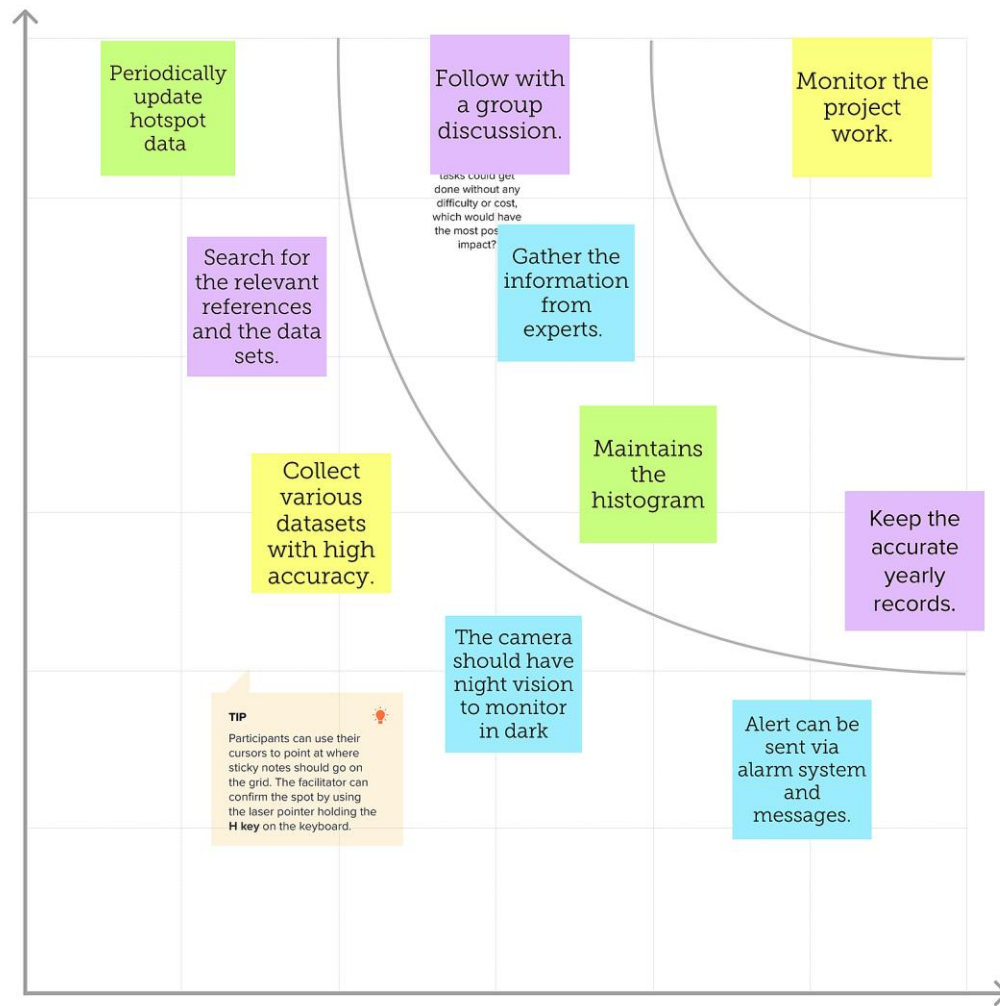 Periodically
update
hotspot
data
Follow with
a group
discussion.
Monitor the
project
work.
tasks could get
done without any
difficulty or cost,
which would have
the most
impact?
Search for
the relevant
references
and the data
sets.
Gather the
information
from
experts.
Maintains
the
histogram
Collect
various
datasets
with high
accuracy.
Keep the
accurate
yearly
records.
The camera
should have
night vision
to monitor
in dark
TIP
Participants can use their
cursors to point at where
sticky notes should go on
the grid. The facilitator can
confirm the spot by using
the laser pointer holding the
H key on the keyboard.
Alert can be
sent via
alarm system
and
messages.